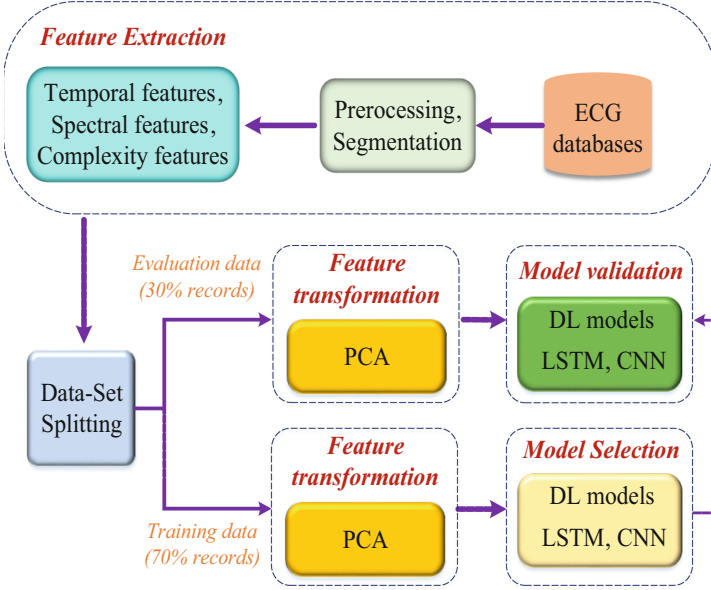 Feature Extraction
Temporal features,
Spectral features,
Complexity features
Prerocessing,
Segmentation
ECG
databases
Evaluation data
(30% records)
Feature
transformation
PCA
Model validation
DL models
LSTM, CNN
Data-Set
Splitting
Training data
(70% records)
Feature
transformation
PCA
Model Selection
DL models
LSTM, CNN